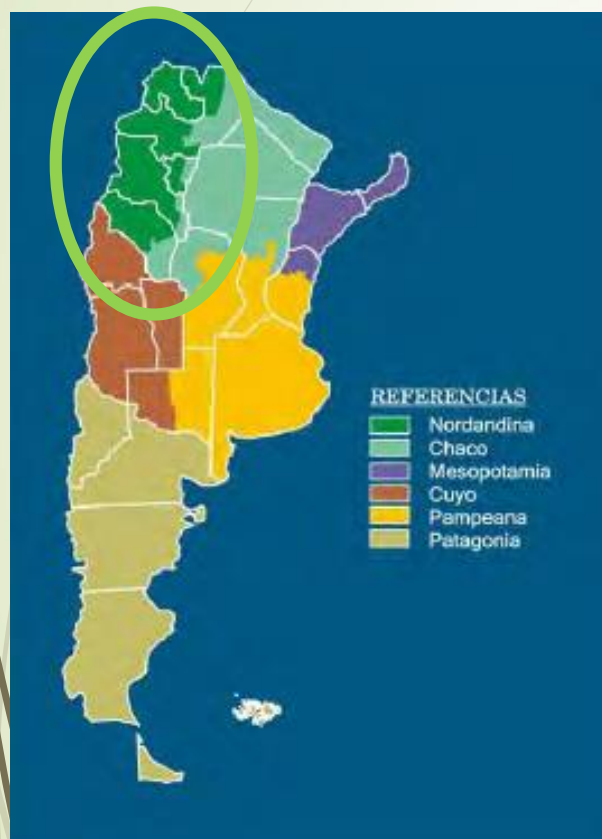 REFERENCIAS
Nordandina
Chaco
Mesopotamia
Cuyo
Pampeana
Patagonia